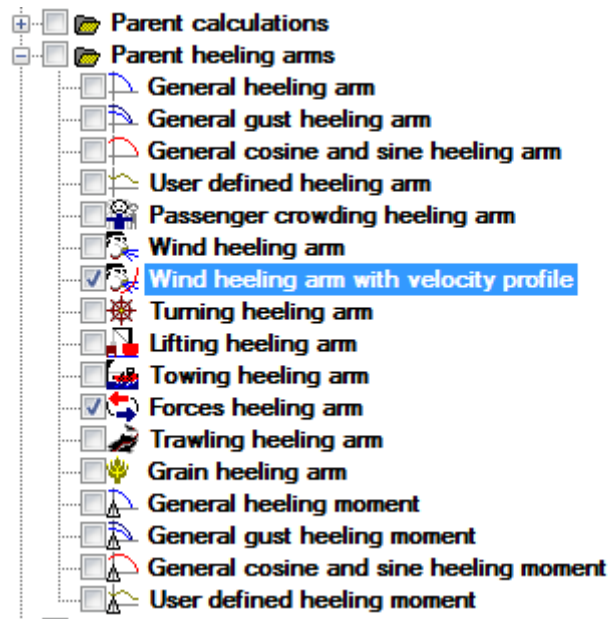 Parent calculations
Parent heeling arms
General heeling arm
General gust heeling arm
General cosine and sine heeling arm
User defined heeling arm
Passenger crowding heeling arm
Wind heeling arm
Wind heeling arm with velocity profile
Turning heeling arm
Lifting heeling arm
Towing heeling arm
Forces heeling arm
Trawling heeling arm
Grain heeling arm
General heeling moment
General gust heeling moment
General cosine and sine heeling moment
User defined heeling moment